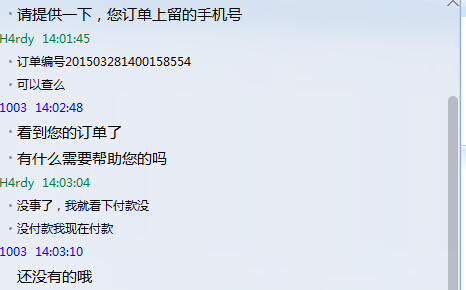 请提供一下，您订单上留的手机号
H4rdy 14:01:45
订单编号201503281400158554
可以查么
1003 14:02:48
看到您的订单了
有什么需要帮助您的吗
H4rdy 14:03:04
没事了，我就看下付款没
没付款我现在付款
1003 14:03:10
还没有的哦